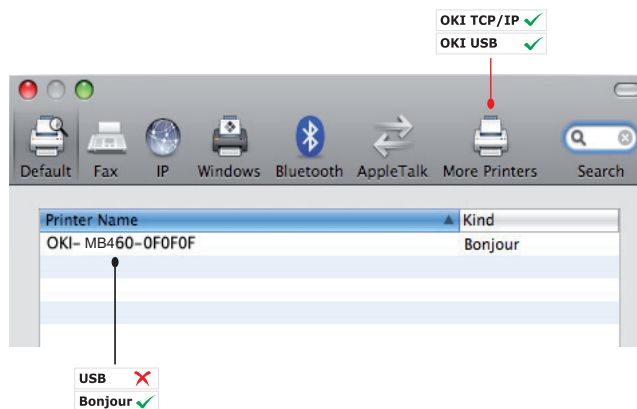 OKI TCP/IP
OKI USB
Default Fax IP Windows Bluetooth AppleTalk More Printers Search
Printer Name Kind
OKI- MB460-0F0F0F Bonjour
USB
Bonjour